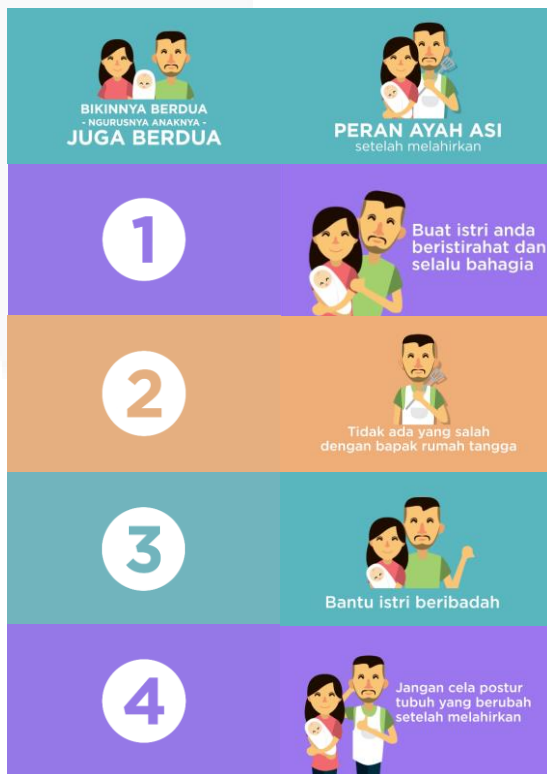 BIKINNYA BERDUA
- NGURUSNYA ANAKNYA -
JUGA BERDUA
PERAN AYAH ASI
setelah melahirkan
1
Buat istri anda
beristirahat dan
selalu bahagia
2
Tidak ada yang salah
dengan bapak rumah tangga
3
Bantu istri beribadah
4
Jangan cela postur
tubuh yang berubah
setelah melahirkan